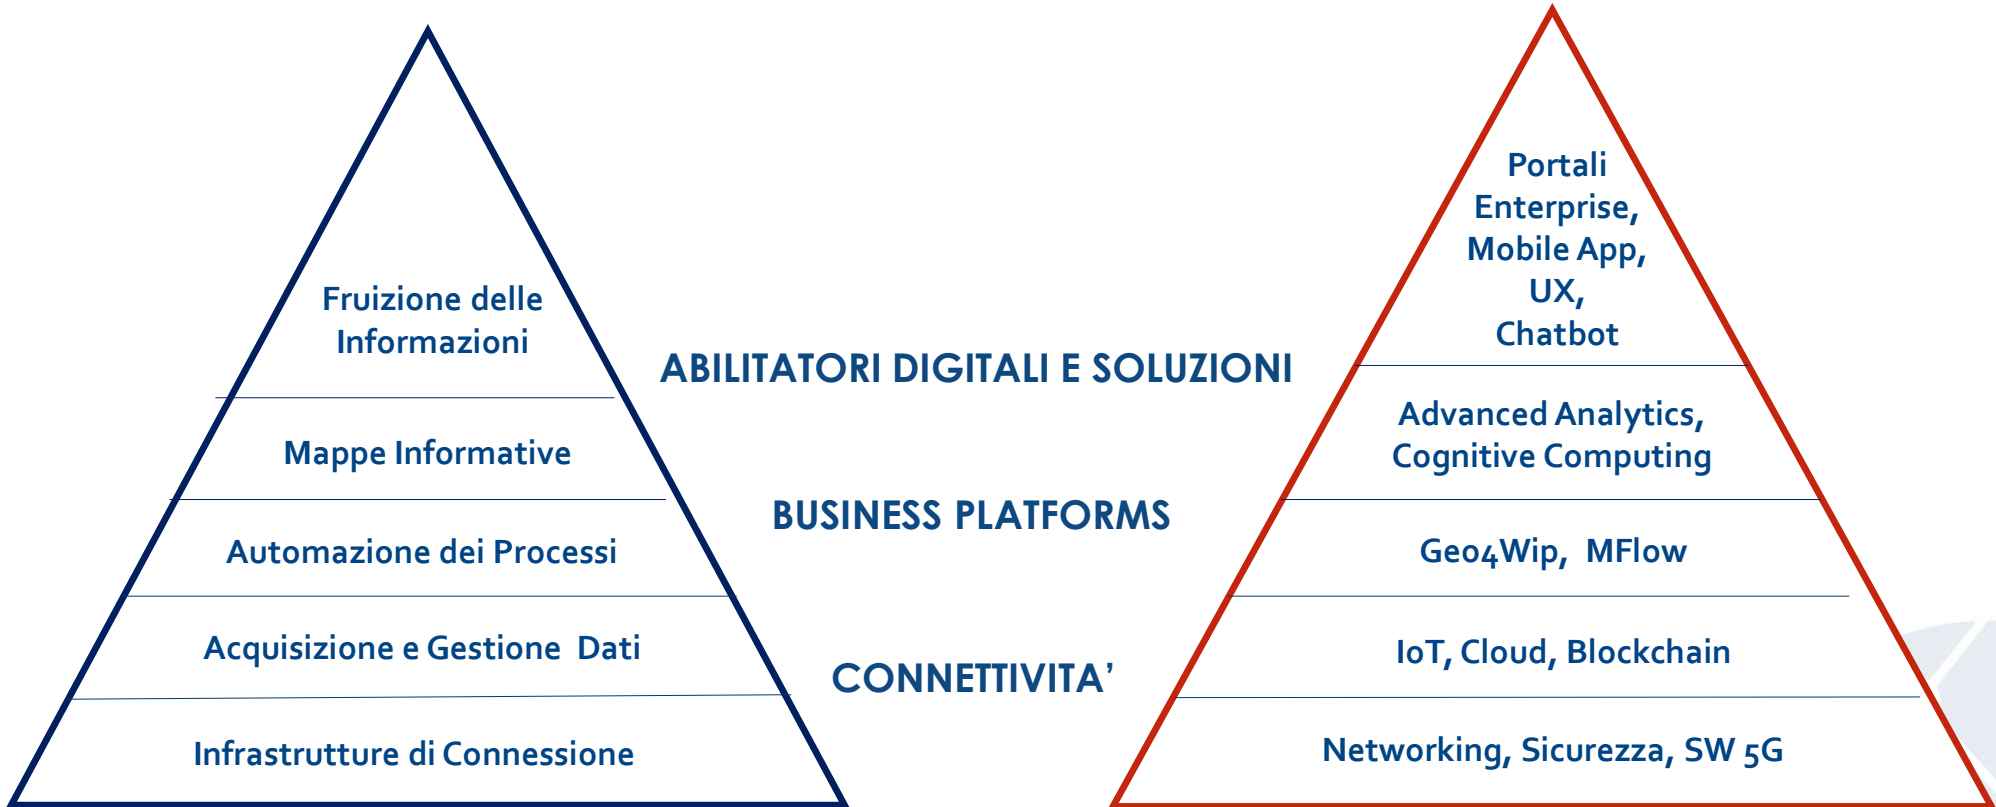 Fruizione delle
Informazioni
Mappe Informative
Automazione dei Processi
Acquisizione e Gestione Dati
Infrastrutture di Connessione
ABILITATORI DIGITALI E SOLUZIONI
BUSINESS PLATFORMS
CONNETTIVITA’
Portali
Enterprise,
Mobile App,
UX,
Chatbot
Advanced Analytics,
Cognitive Computing
Geo4Wip, MFlow
IoT, Cloud, Blockchain
Networking, Sicurezza, SW 5G